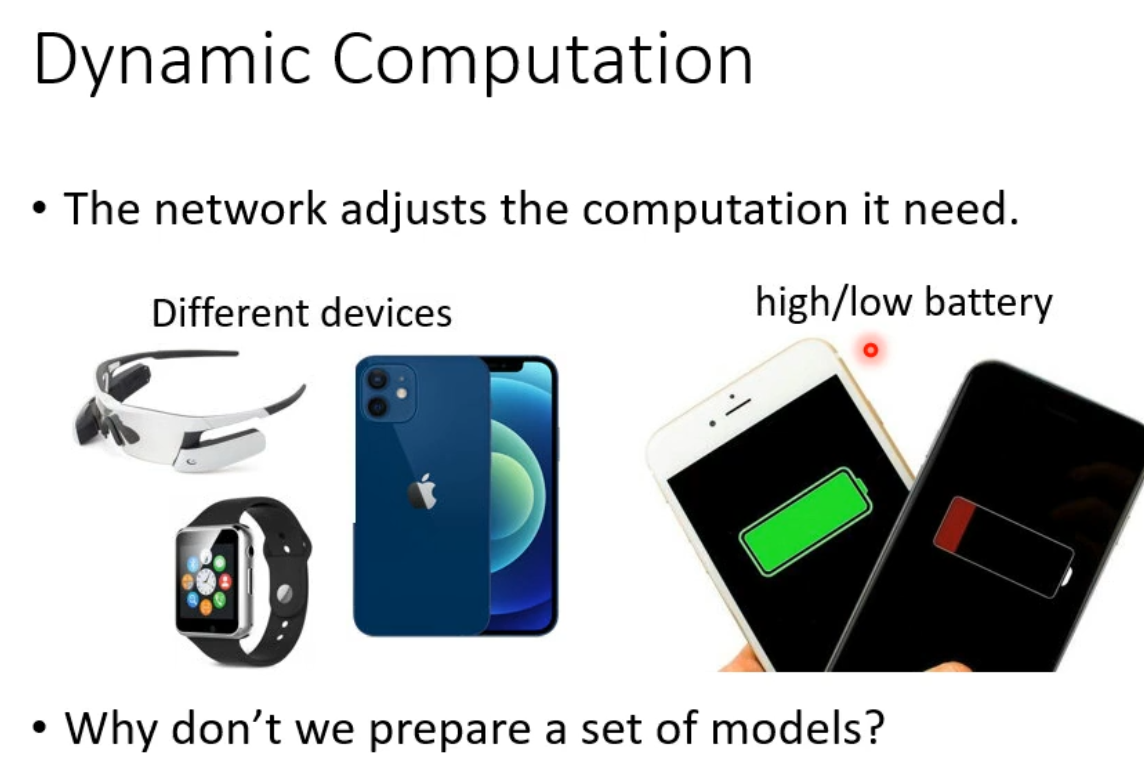 Dynamic Computation
• The network adjusts the computation it need.
Different devices
high/low battery
• Why don't we prepare a set of models?